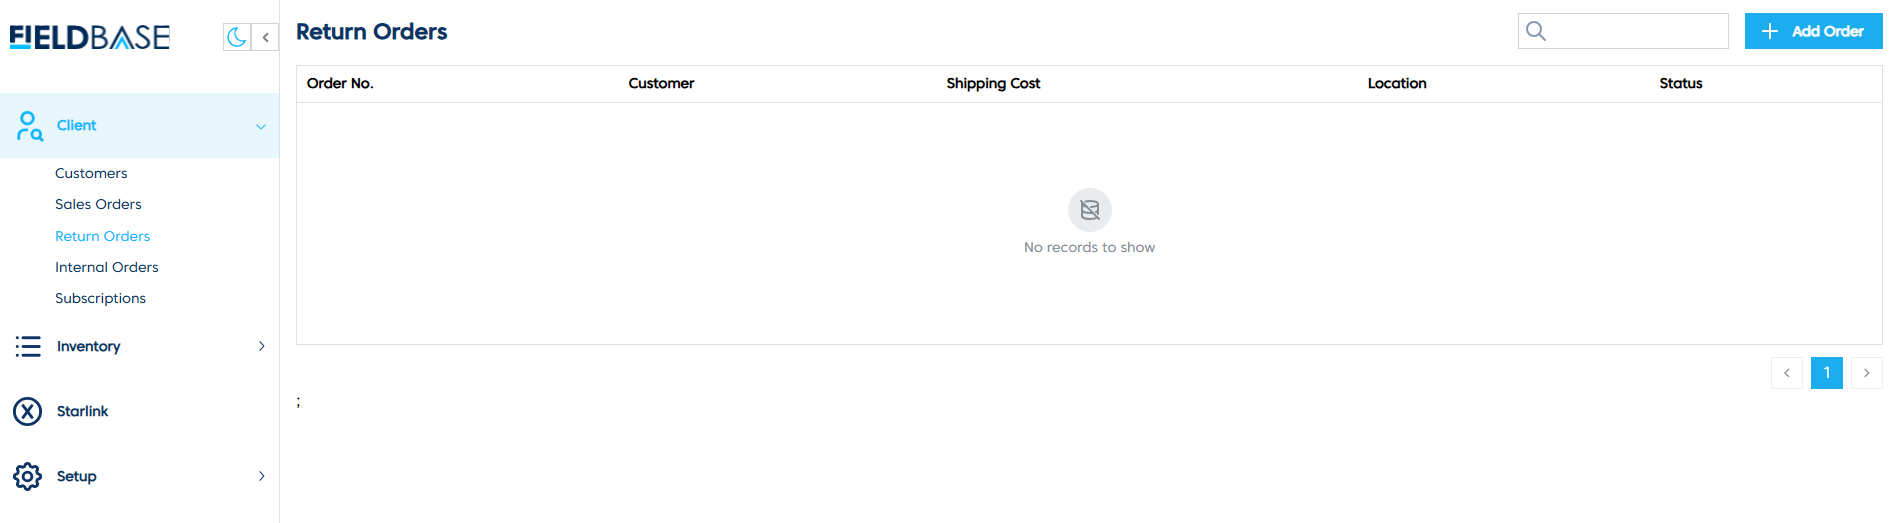 FIELDBASE
Client
Customers
Sales Orders
Return Orders
Internal Orders
Subscriptions
Inventory
Starlink
Setup
Return Orders
Add Order
Order No. Customer Shipping Cost Location Status
No records to show
1
;